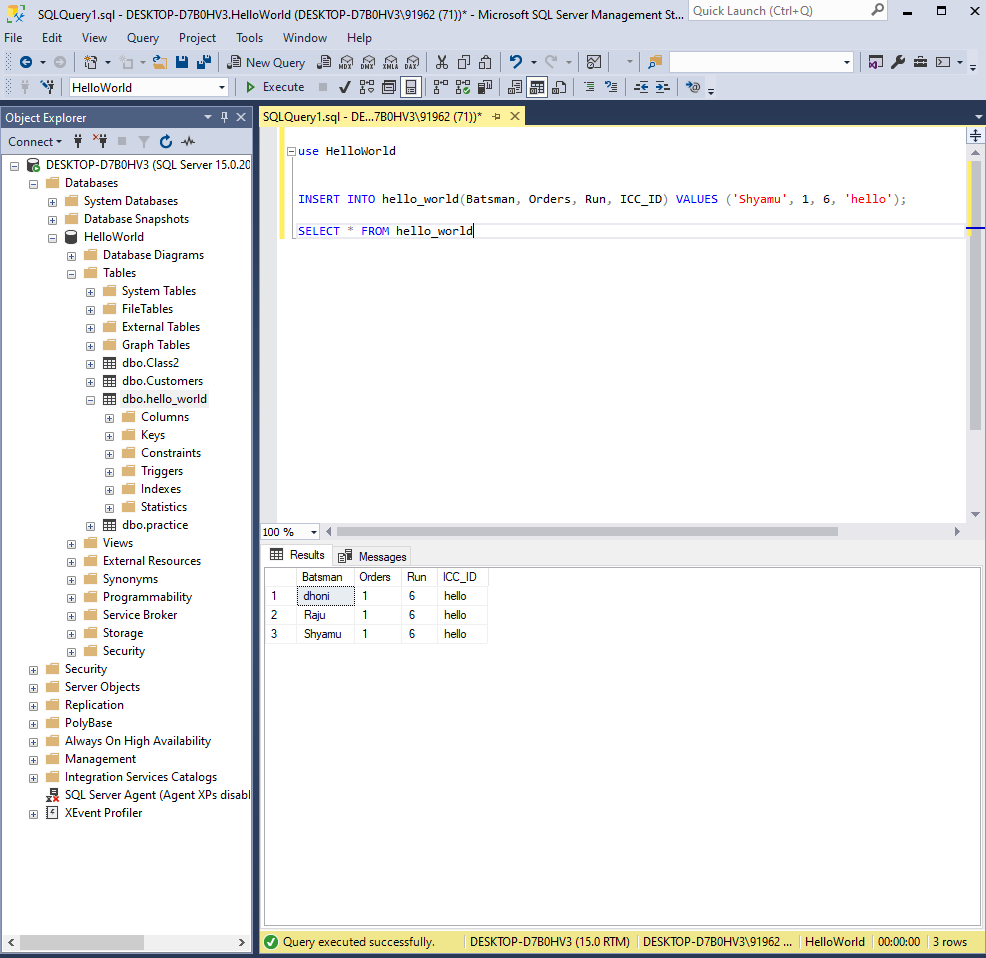 SQLQuery1.sql - DESKTOP-D7B0HV3.HelloWorld (DESKTOP-D7B0HV3\91962 (71))* - Microsoft SQL Server Management St...
Quick Launch (Ctrl+Q)
File Edit View Query Project Tools Window Help
New Query
MDX DMX XMLA DAX
HelloWorld
Execute
Object Explorer
SQLQuery1.sql - DE...7B0HV3\91962 (71))*
Connect
DESKTOP-D7B0HV3 (SQL Server 15.0.20
Databases
System Databases
Database Snapshots
HelloWorld
Database Diagrams
Tables
System Tables
FileTables
External Tables
Graph Tables
dbo.Class2
dbo.Customers
dbo.hello_world
Columns
Keys
Constraints
Triggers
Indexes
Statistics
dbo.practice
Views
External Resources
Synonyms
Programmability
Service Broker
Storage
Security
Security
Server Objects
Replication
PolyBase
Always On High Availability
Management
Integration Services Catalogs
SQL Server Agent (Agent XPs disabl
XEvent Profiler
use HelloWorld
INSERT INTO hello_world(Batsman, Orders, Run, ICC_ID) VALUES ('Shyamu', 1, 6, 'hello');
SELECT * FROM hello_world
100 %
Results Messages
Batsman Orders Run ICC_ID
1 dhoni 1 6 hello
2 Raju 1 6 hello
3 Shyamu 1 6 hello
Query executed successfully. DESKTOP-D7B0HV3 (15.0 RTM) DESKTOP-D7B0HV3\91962 ... HelloWorld 00:00:00 3 rows